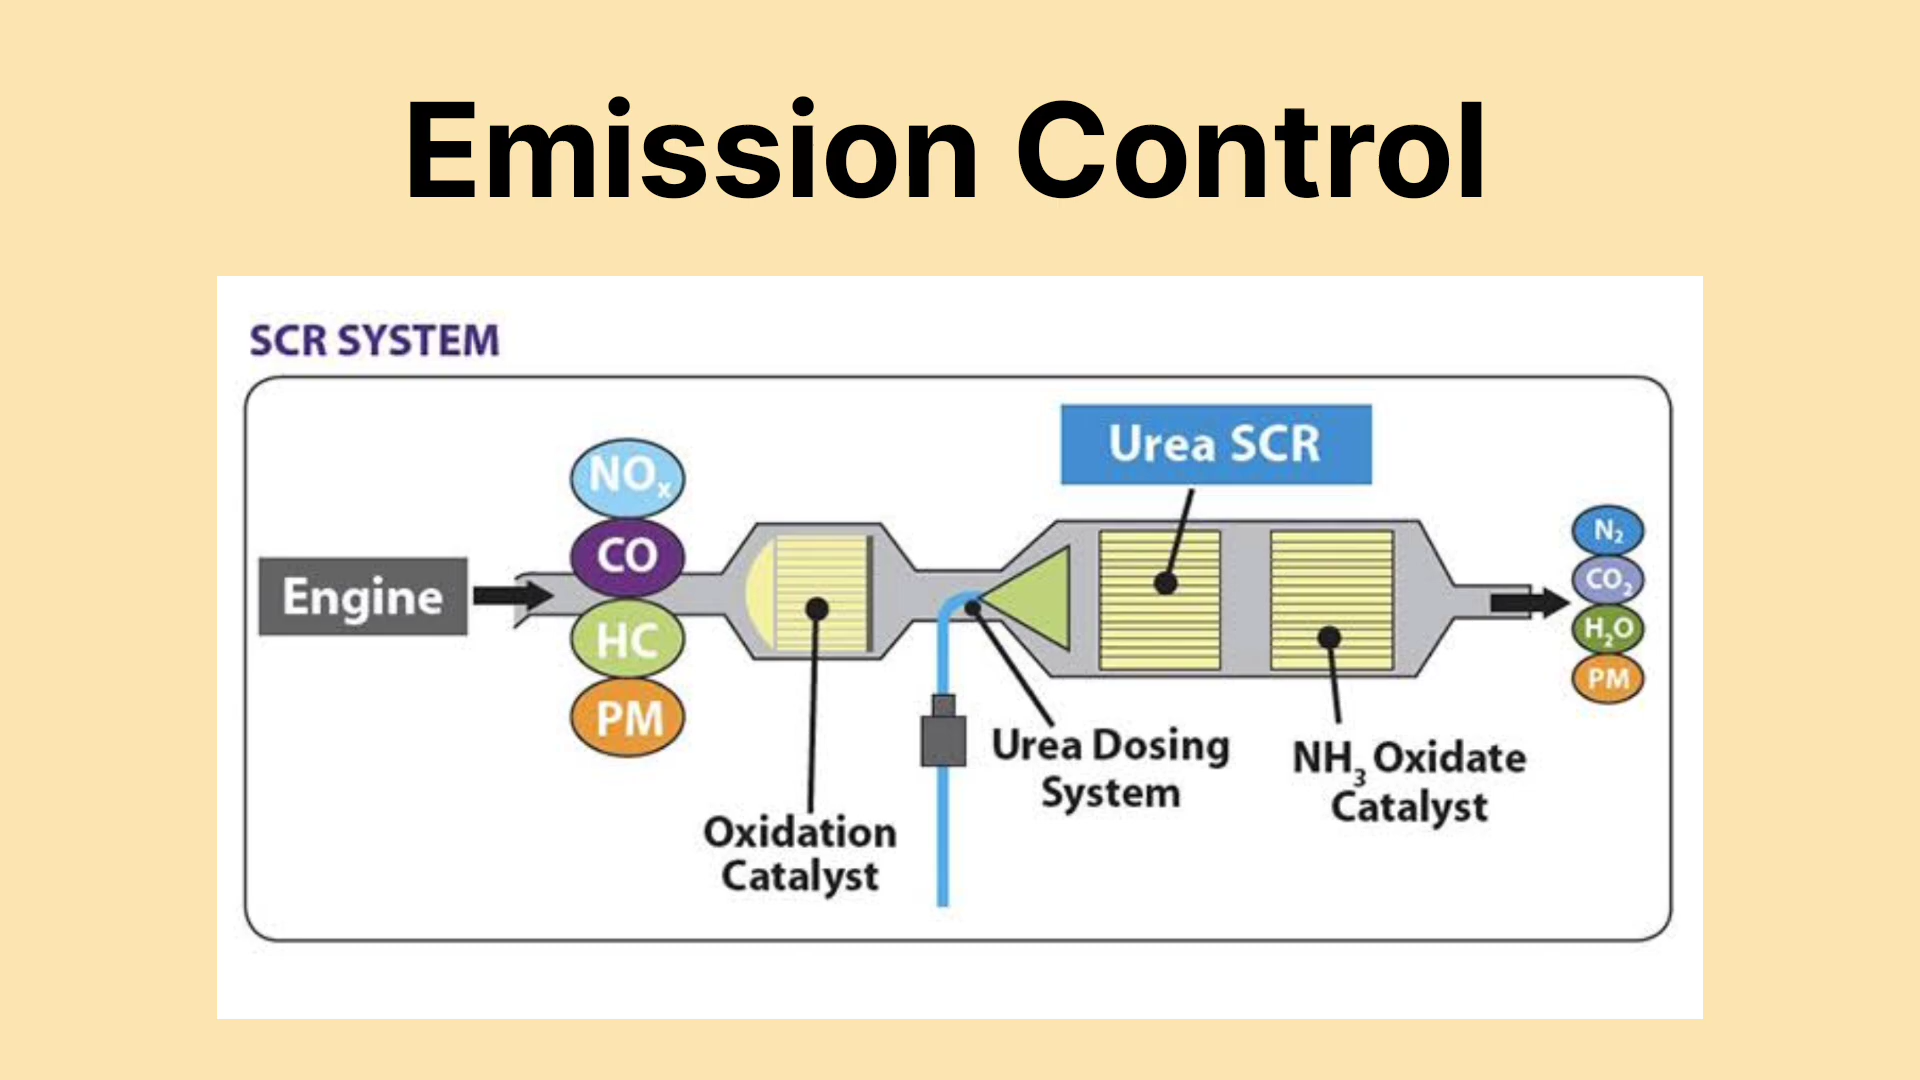 Emission Control
SCR SYSTEM
Urea SCR
NOx
CO
HC
PM
Engine
N2
CO2
H2O
PM
Urea Dosing
System
NH3 Oxidate
Catalyst
Oxidation
Catalyst